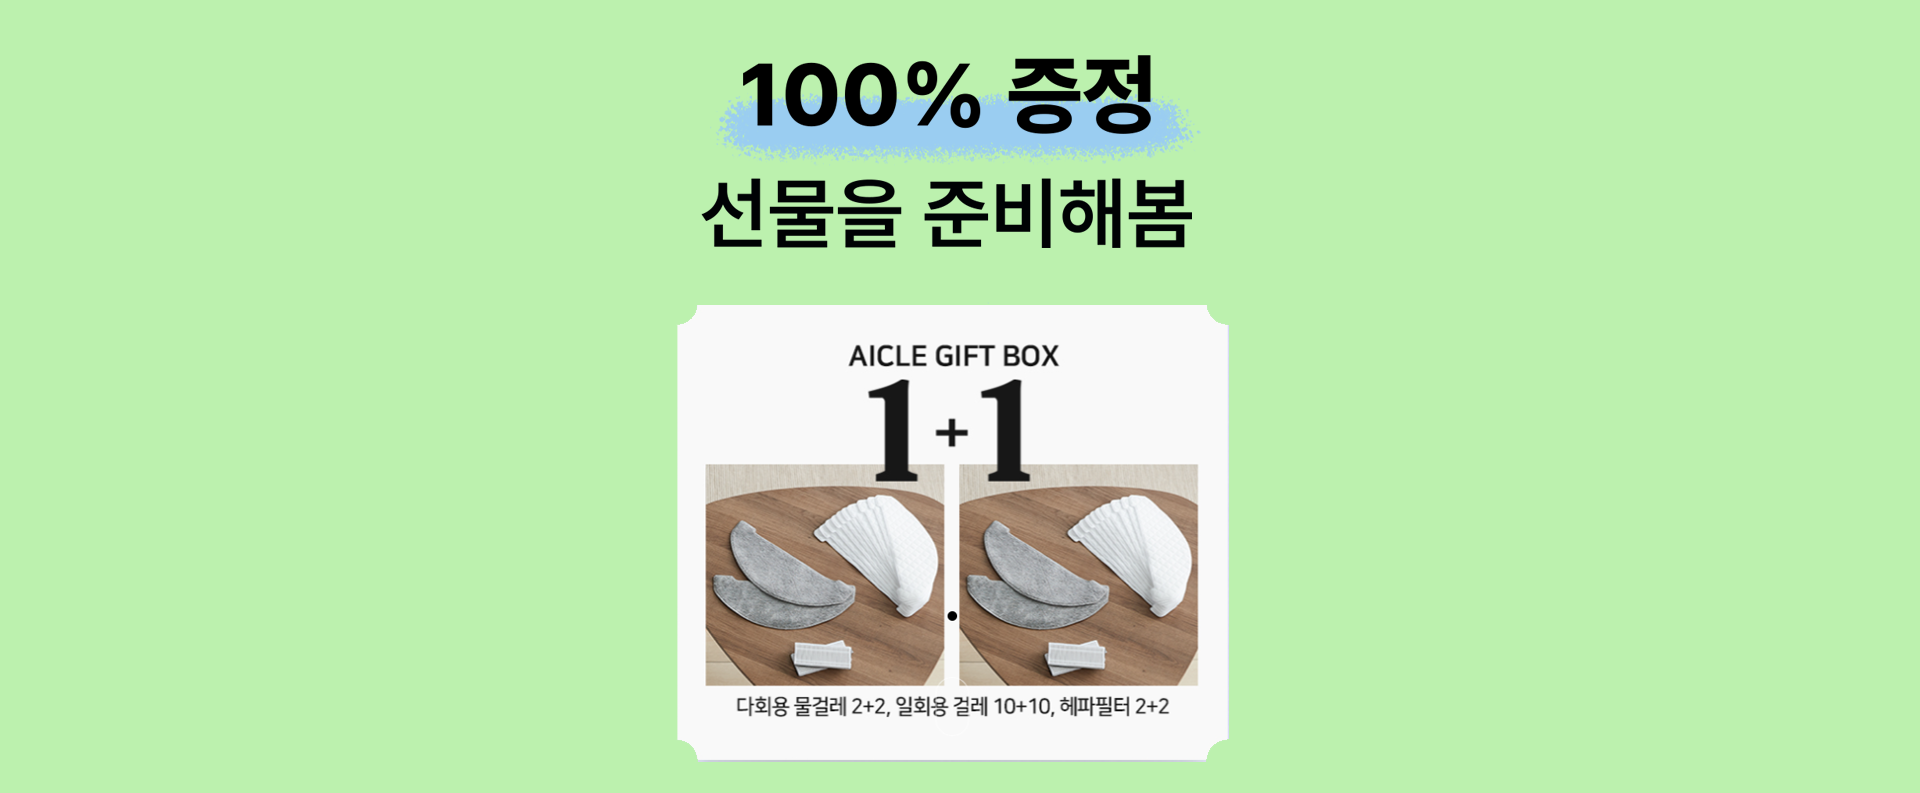 100% 증정
선물을 준비해봄
AICLE GIFT BOX
1+1
다회용 물걸레 2+2, 일회용 걸레 10+10, 헤파필터 2+2